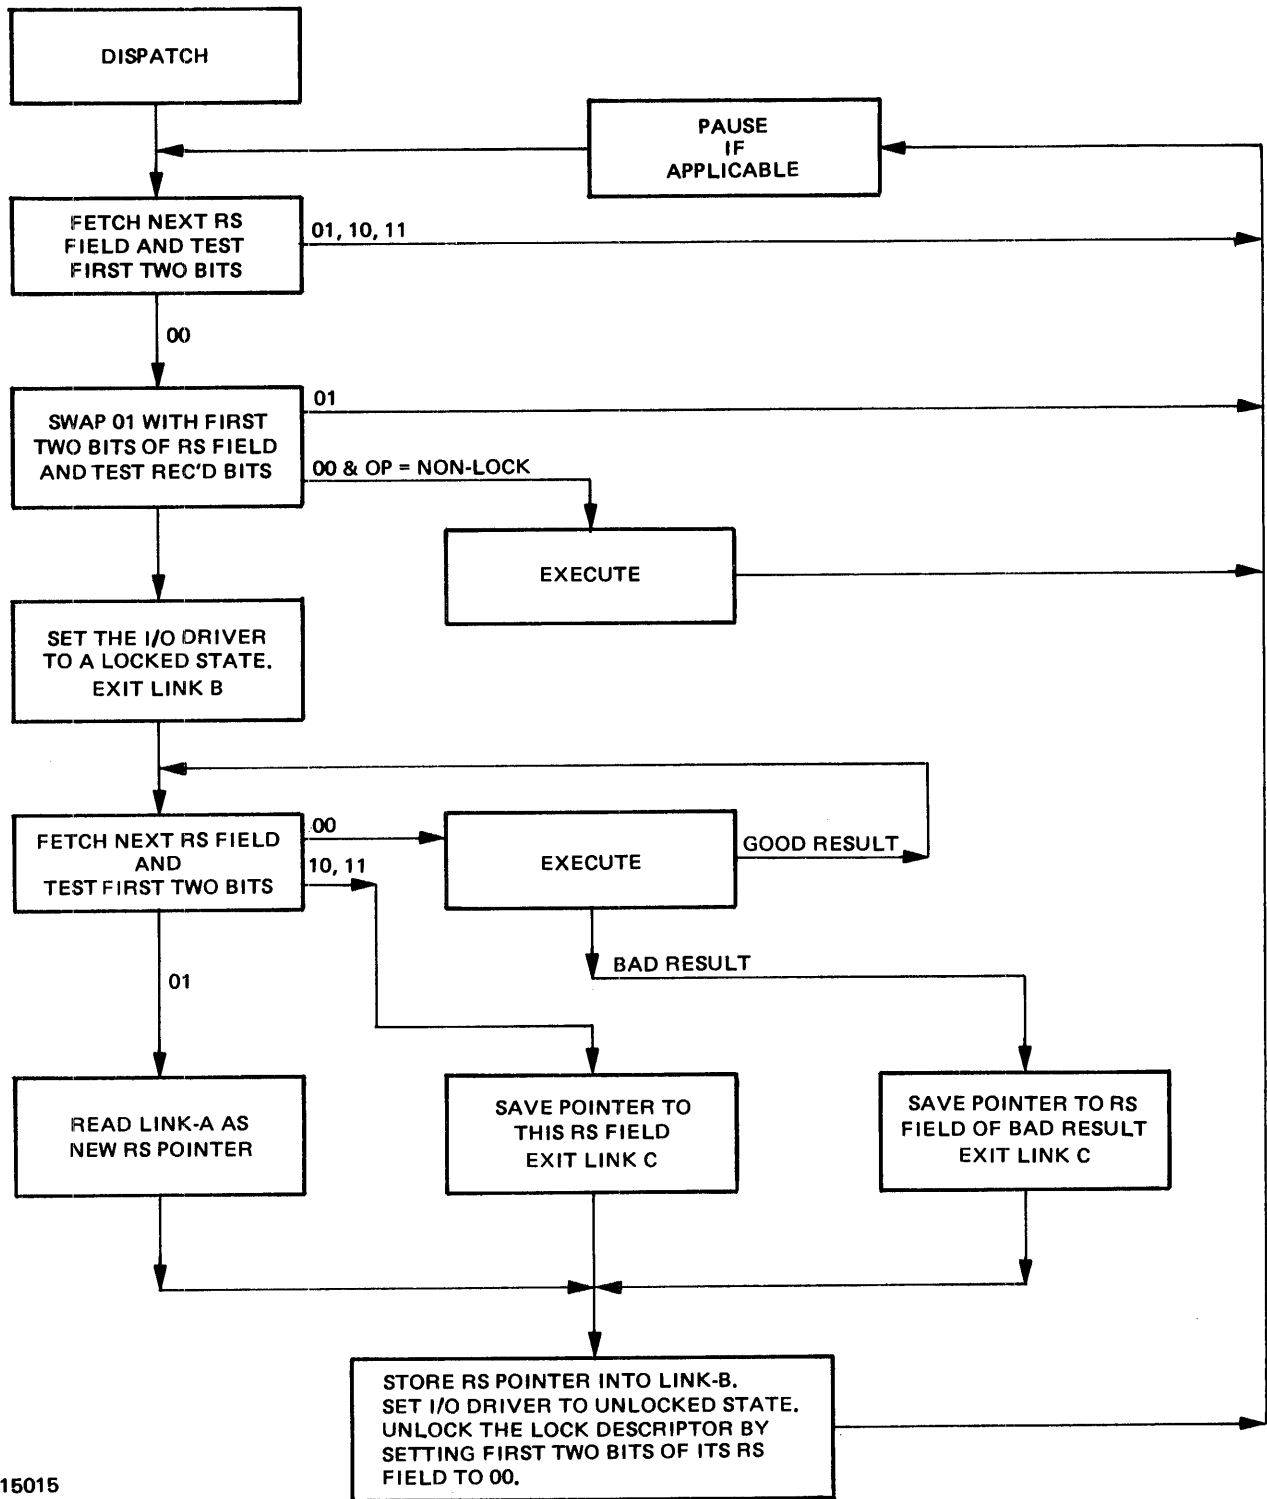 DISPATCH
PAUSE
IF
APPLICABLE
FETCH NEXT RS
FIELD AND TEST
FIRST TWO BITS
01, 10, 11
00
SWAP 01 WITH FIRST
TWO BITS OF RS FIELD
AND TEST REC'D BITS
01
00 & OP = NON-LOCK
EXECUTE
SET THE I/O DRIVER
TO A LOCKED STATE.
EXIT LINK B
FETCH NEXT RS FIELD
AND
TEST FIRST TWO BITS
00
10, 11
EXECUTE
GOOD RESULT
BAD RESULT
01
READ LINK-A AS
NEW RS POINTER
SAVE POINTER TO
THIS RS FIELD
EXIT LINK C
SAVE POINTER TO RS
FIELD OF BAD RESULT
EXIT LINK C
STORE RS POINTER INTO LINK-B.
SET I/O DRIVER TO UNLOCKED STATE.
UNLOCK THE LOCK DESCRIPTOR BY
SETTING FIRST TWO BITS OF ITS RS
FIELD TO 00.
15015